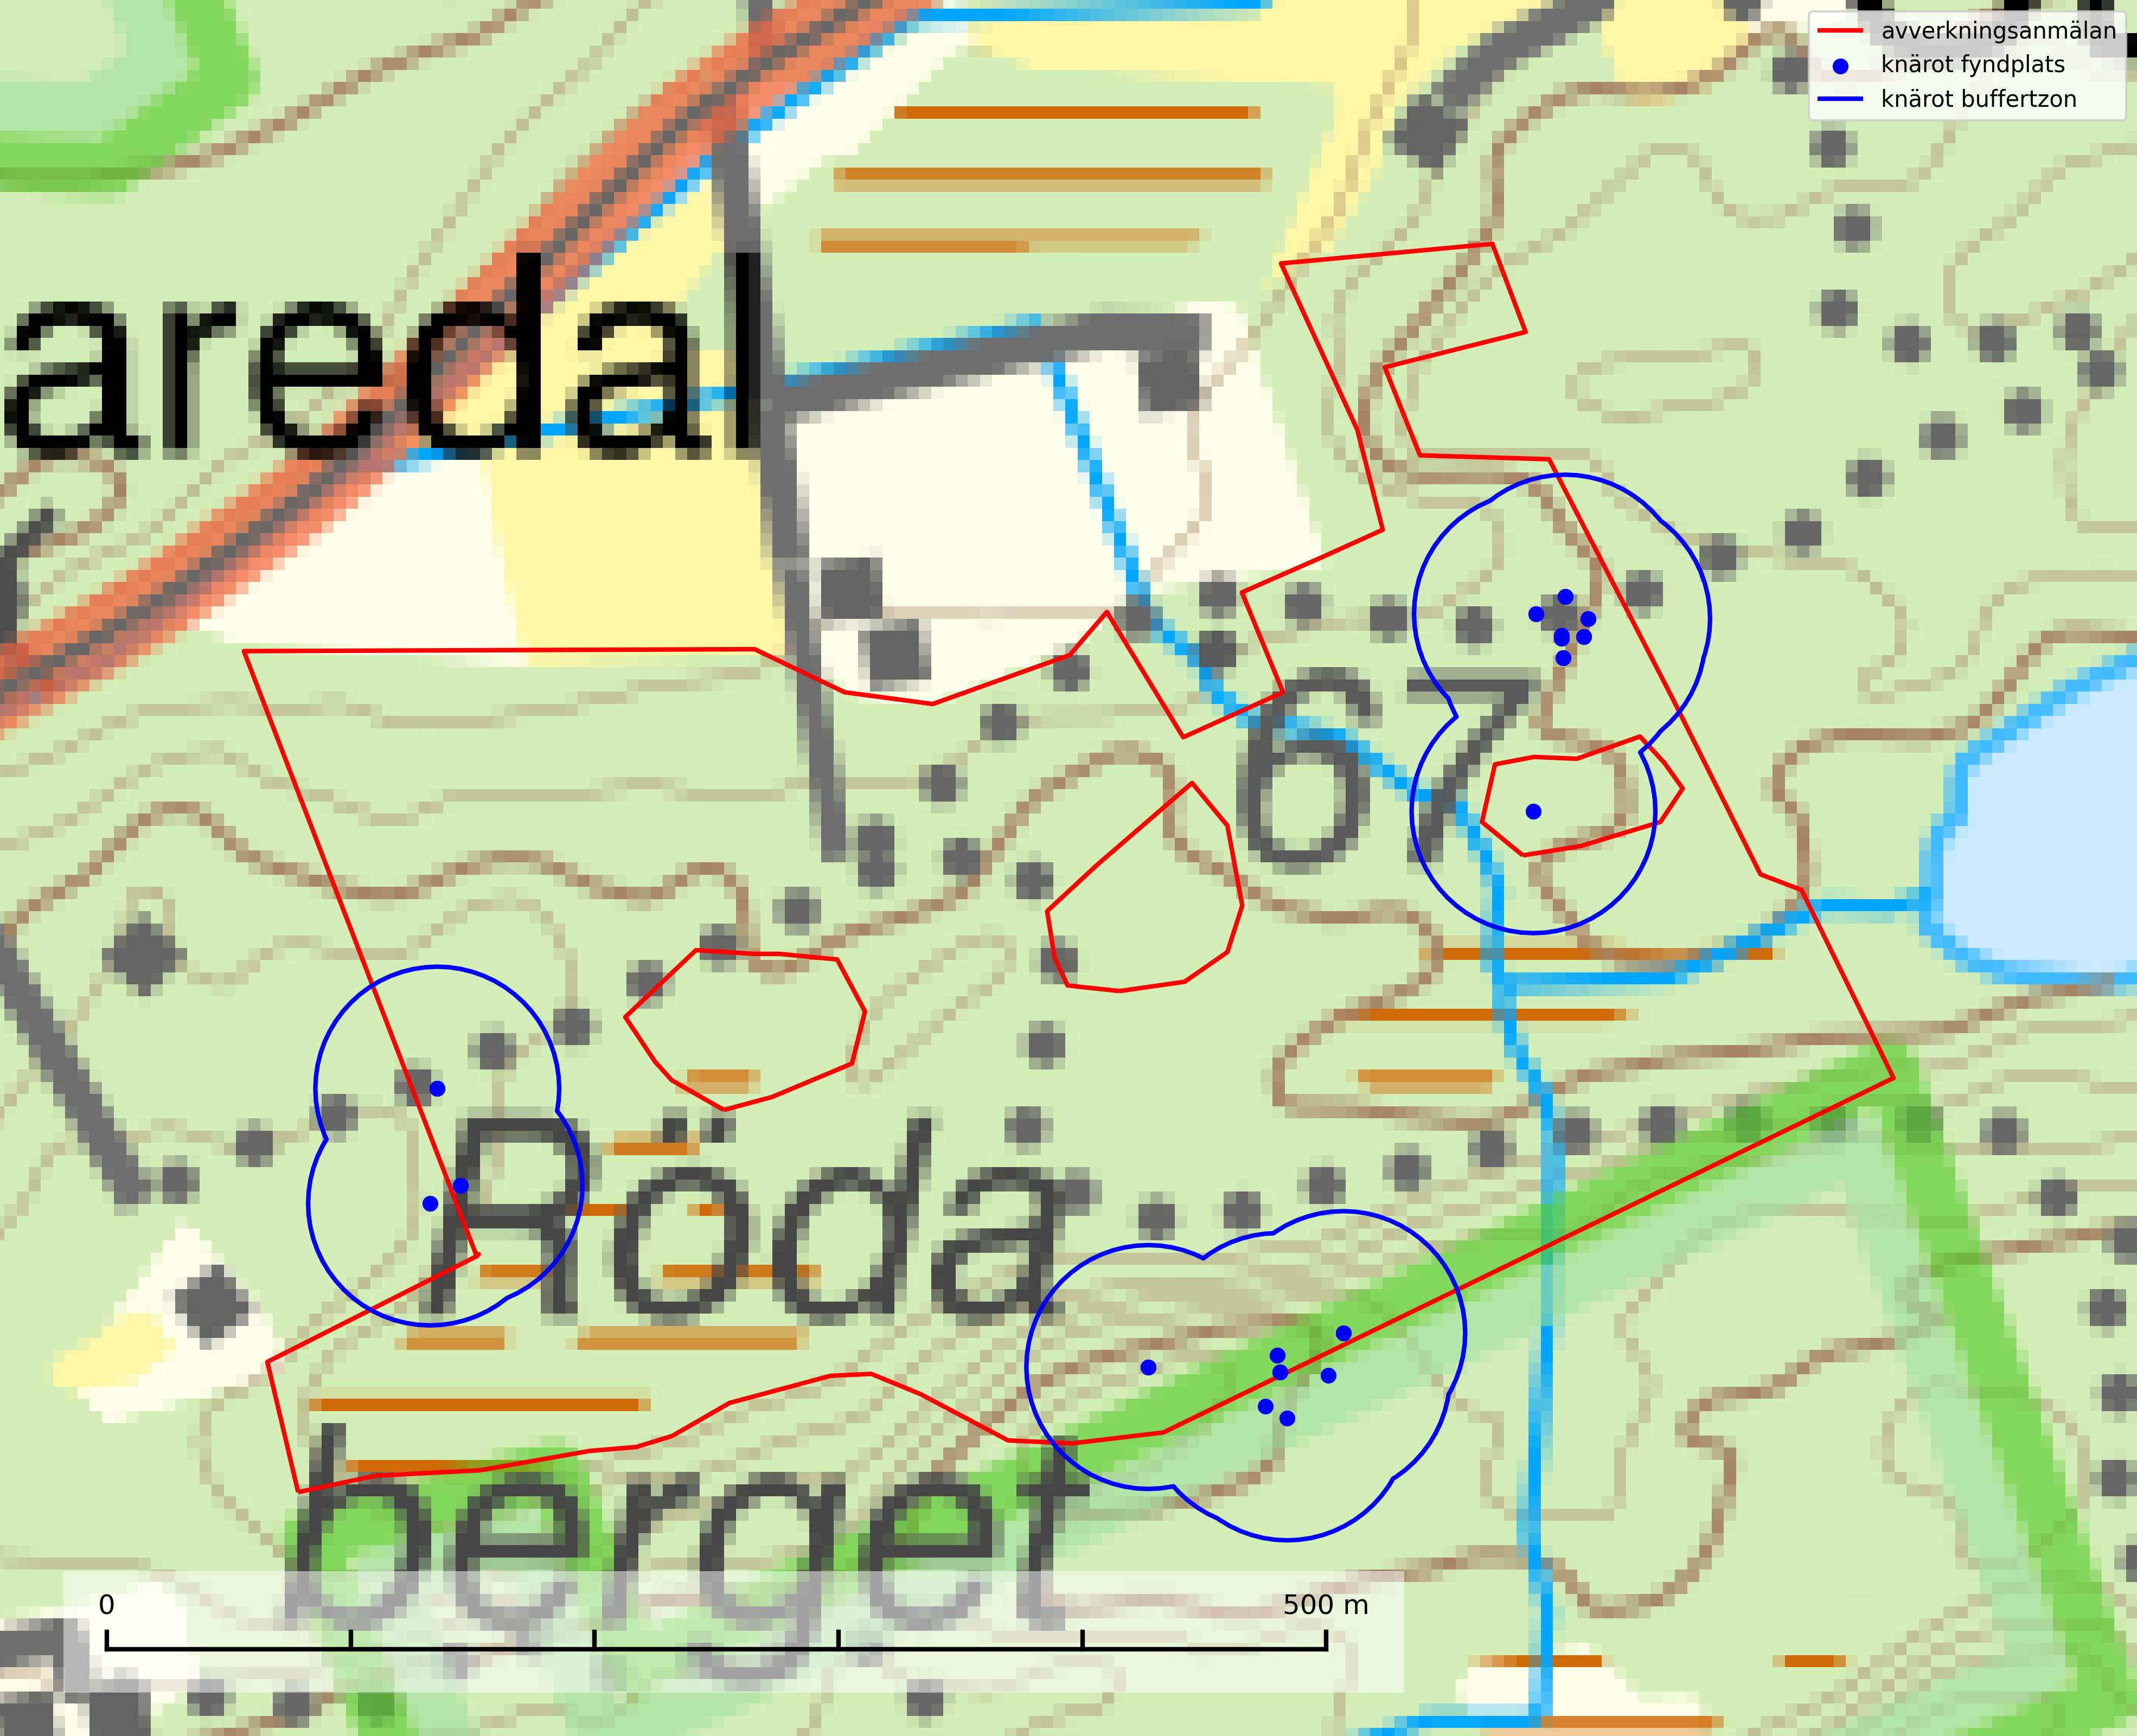 avverkningsanmälan
knärot fyndplats
knärot buffertzon
aredal
67
Röda
berget
0 500 m